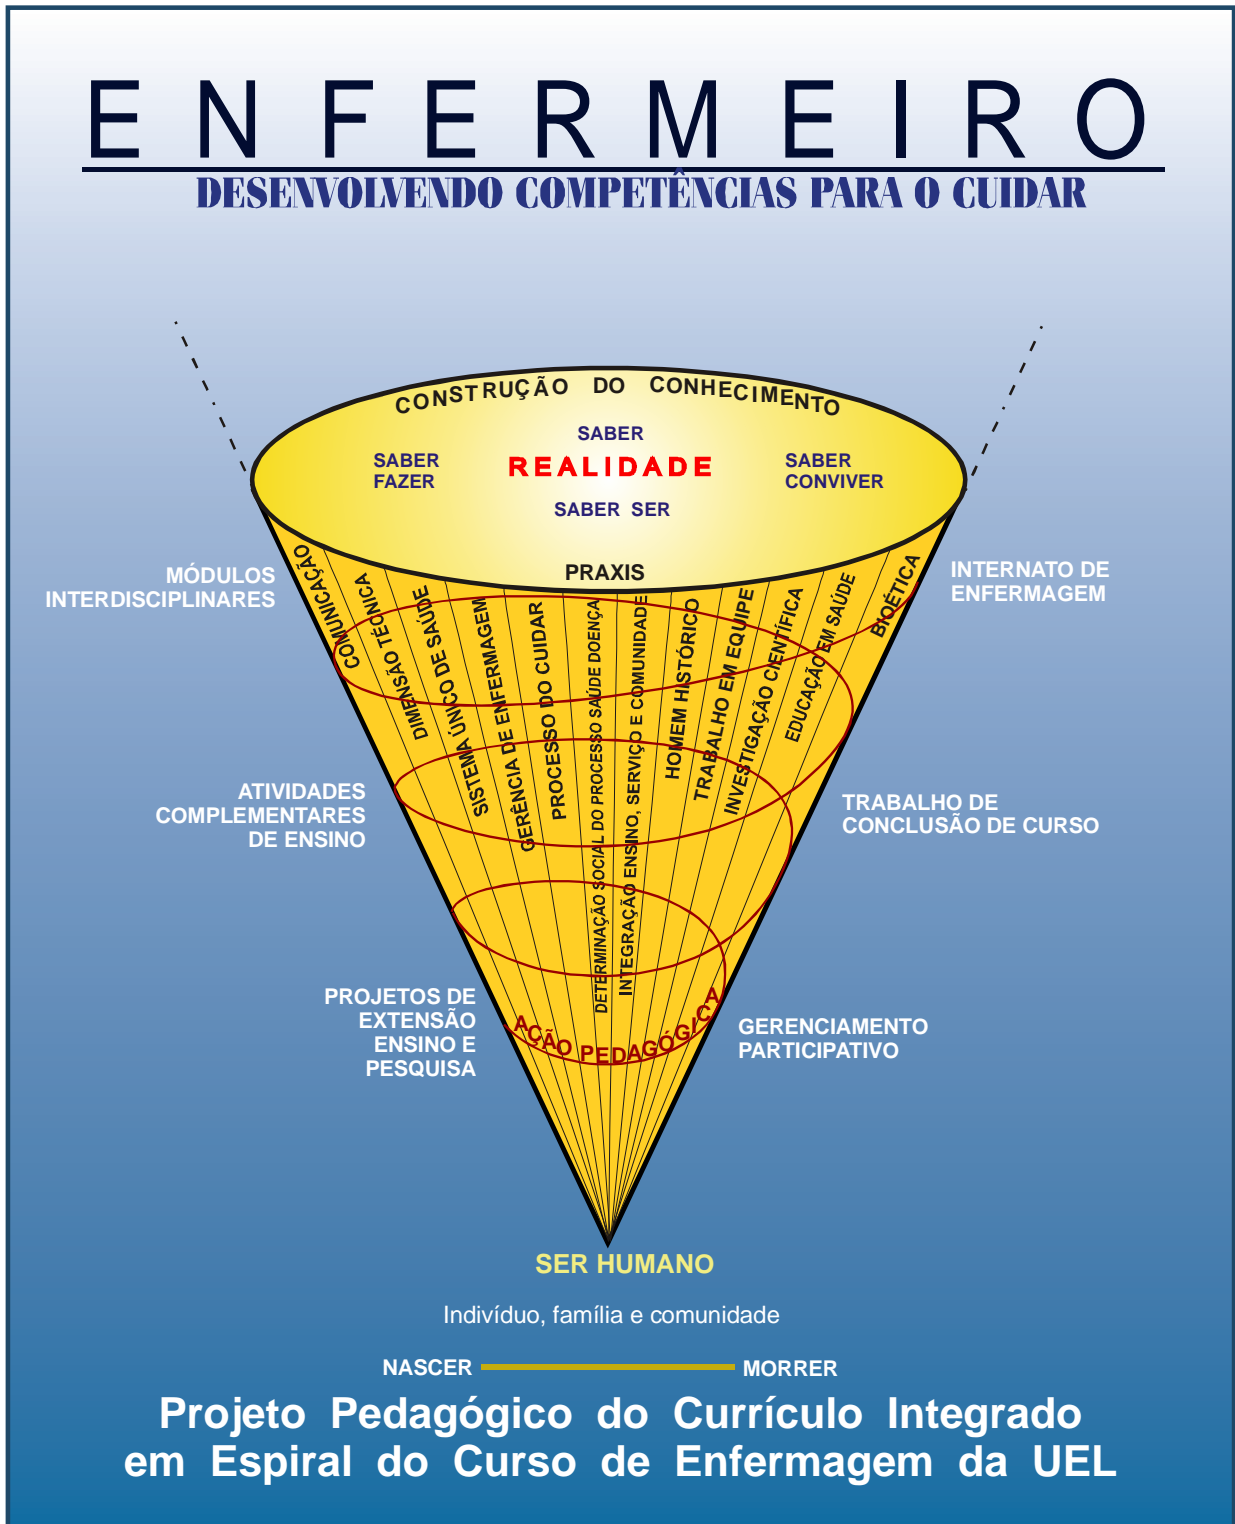 ENFERMEIRO
DESENVOLVENDO COMPETÊNCIAS PARA O CUIDAR
CONSTRUÇÃO DO CONHECIMENTO
SABER
SABER
FAZER
REALIDADE
SABER
CONVIVER
SABER SER
PRAXIS
MÓDULOS
INTERDISCIPLINARES
INTERNATO DE
ENFERMAGEM
COMUNICAÇÃO
DIMENSÃO TÉCNICA
SISTEMA ÚNICO DE SAÚDE
GERÊNCIA DE ENFERMAGEM
PROCESSO DO CUIDAR
DETERMINAÇÃO SOCIAL DO PROCESSO SAÚDE DOENÇA
INTEGRAÇÃO ENSINO, SERVIÇO E COMUNIDADE
HOMEM HISTÓRICO
TRABALHO EM EQUIPE
INVESTIGAÇÃO CIENTÍFICA
EDUCAÇÃO EM SAÚDE
BIOÉTICA
ATIVIDADES
COMPLEMENTARES
DE ENSINO
TRABALHO DE
CONCLUSÃO DE CURSO
PROJETOS DE
EXTENSÃO
ENSINO E
PESQUISA
AÇÃO PEDAGÓGICA
GERENCIAMENTO
PARTICIPATIVO
SER HUMANO
Indivíduo, família e comunidade
NASCER MORRER
Projeto Pedagógico do Currículo Integrado
em Espiral do Curso de Enfermagem da UEL